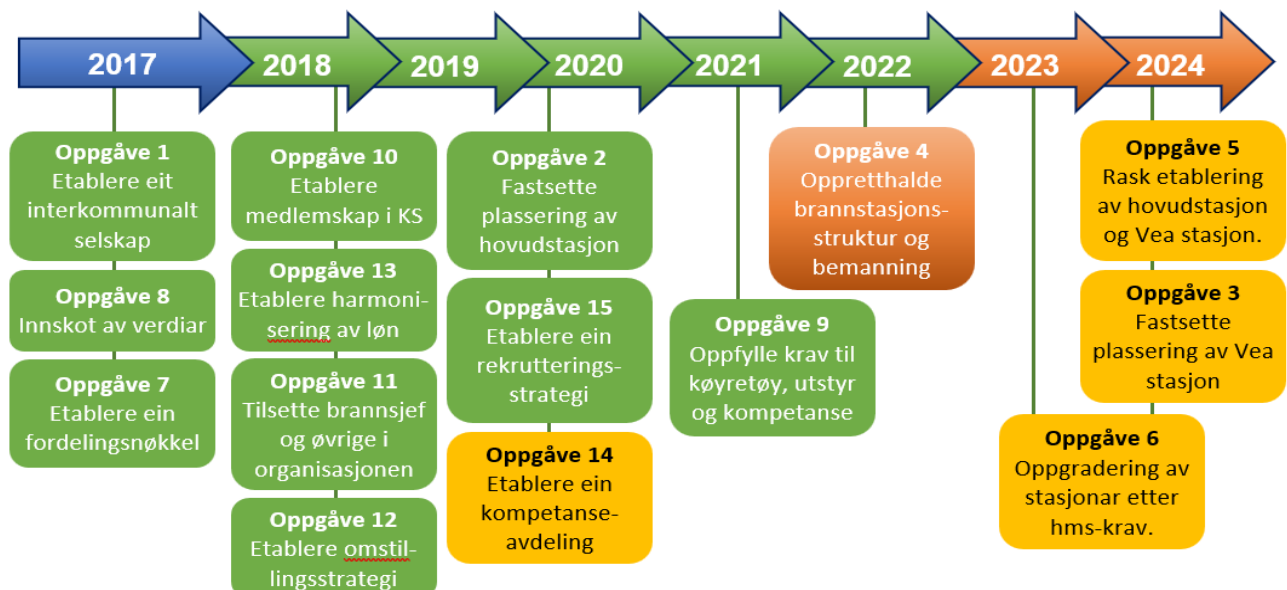 2017
2018
2019
2020
2021
2022
2023
2024
Oppgåve 1
Etablere eit
interkommunalt
selskap
Oppgåve 8
Innskot av verdiar
Oppgåve 7
Etablere ein
fordelingsnøkkel
Oppgåve 10
Etablere
medlemskap i KS
Oppgåve 13
Etablere harmoni-
sering av løn
Oppgåve 11
Tilsette brannsjef
og øvrige i
organisasjonen
Oppgåve 12
Etablere omstil-
lingsstrategi
Oppgåve 2
Fastsette
plassering av
hovudstasjon
Oppgåve 15
Etablere ein
rekrutterings-
strategi
Oppgåve 14
Etablere ein
kompetanse-
avdeling
Oppgåve 9
Oppfylle krav til
køyretøy, utstyr
og kompetanse
Oppgåve 4
Oppretthalde
brannstasjons-
struktur og
bemanning
Oppgåve 5
Rask etablering
av hovudstasjon
og Vea stasjon.
Oppgåve 3
Fastsette
plassering av Vea
stasjon
Oppgåve 6
Oppgradering av
stasjonar etter
hms-krav.